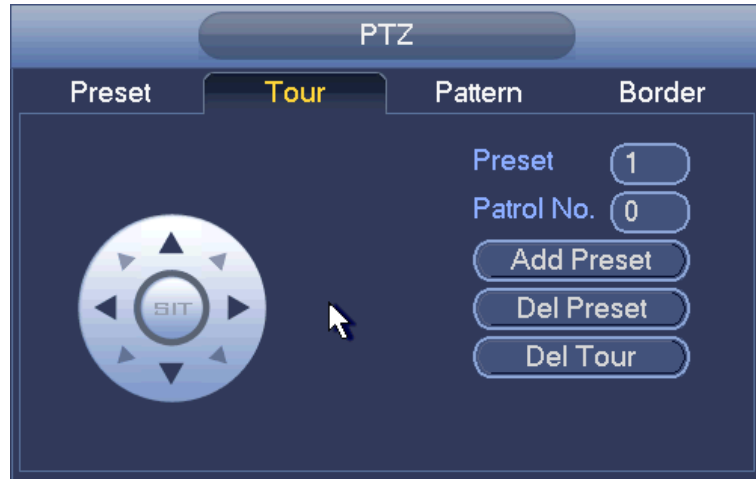 PTZ
Preset Tour Pattern Border
Preset 1
Patrol No. 0
Add Preset
SIT
Del Preset
Del Tour